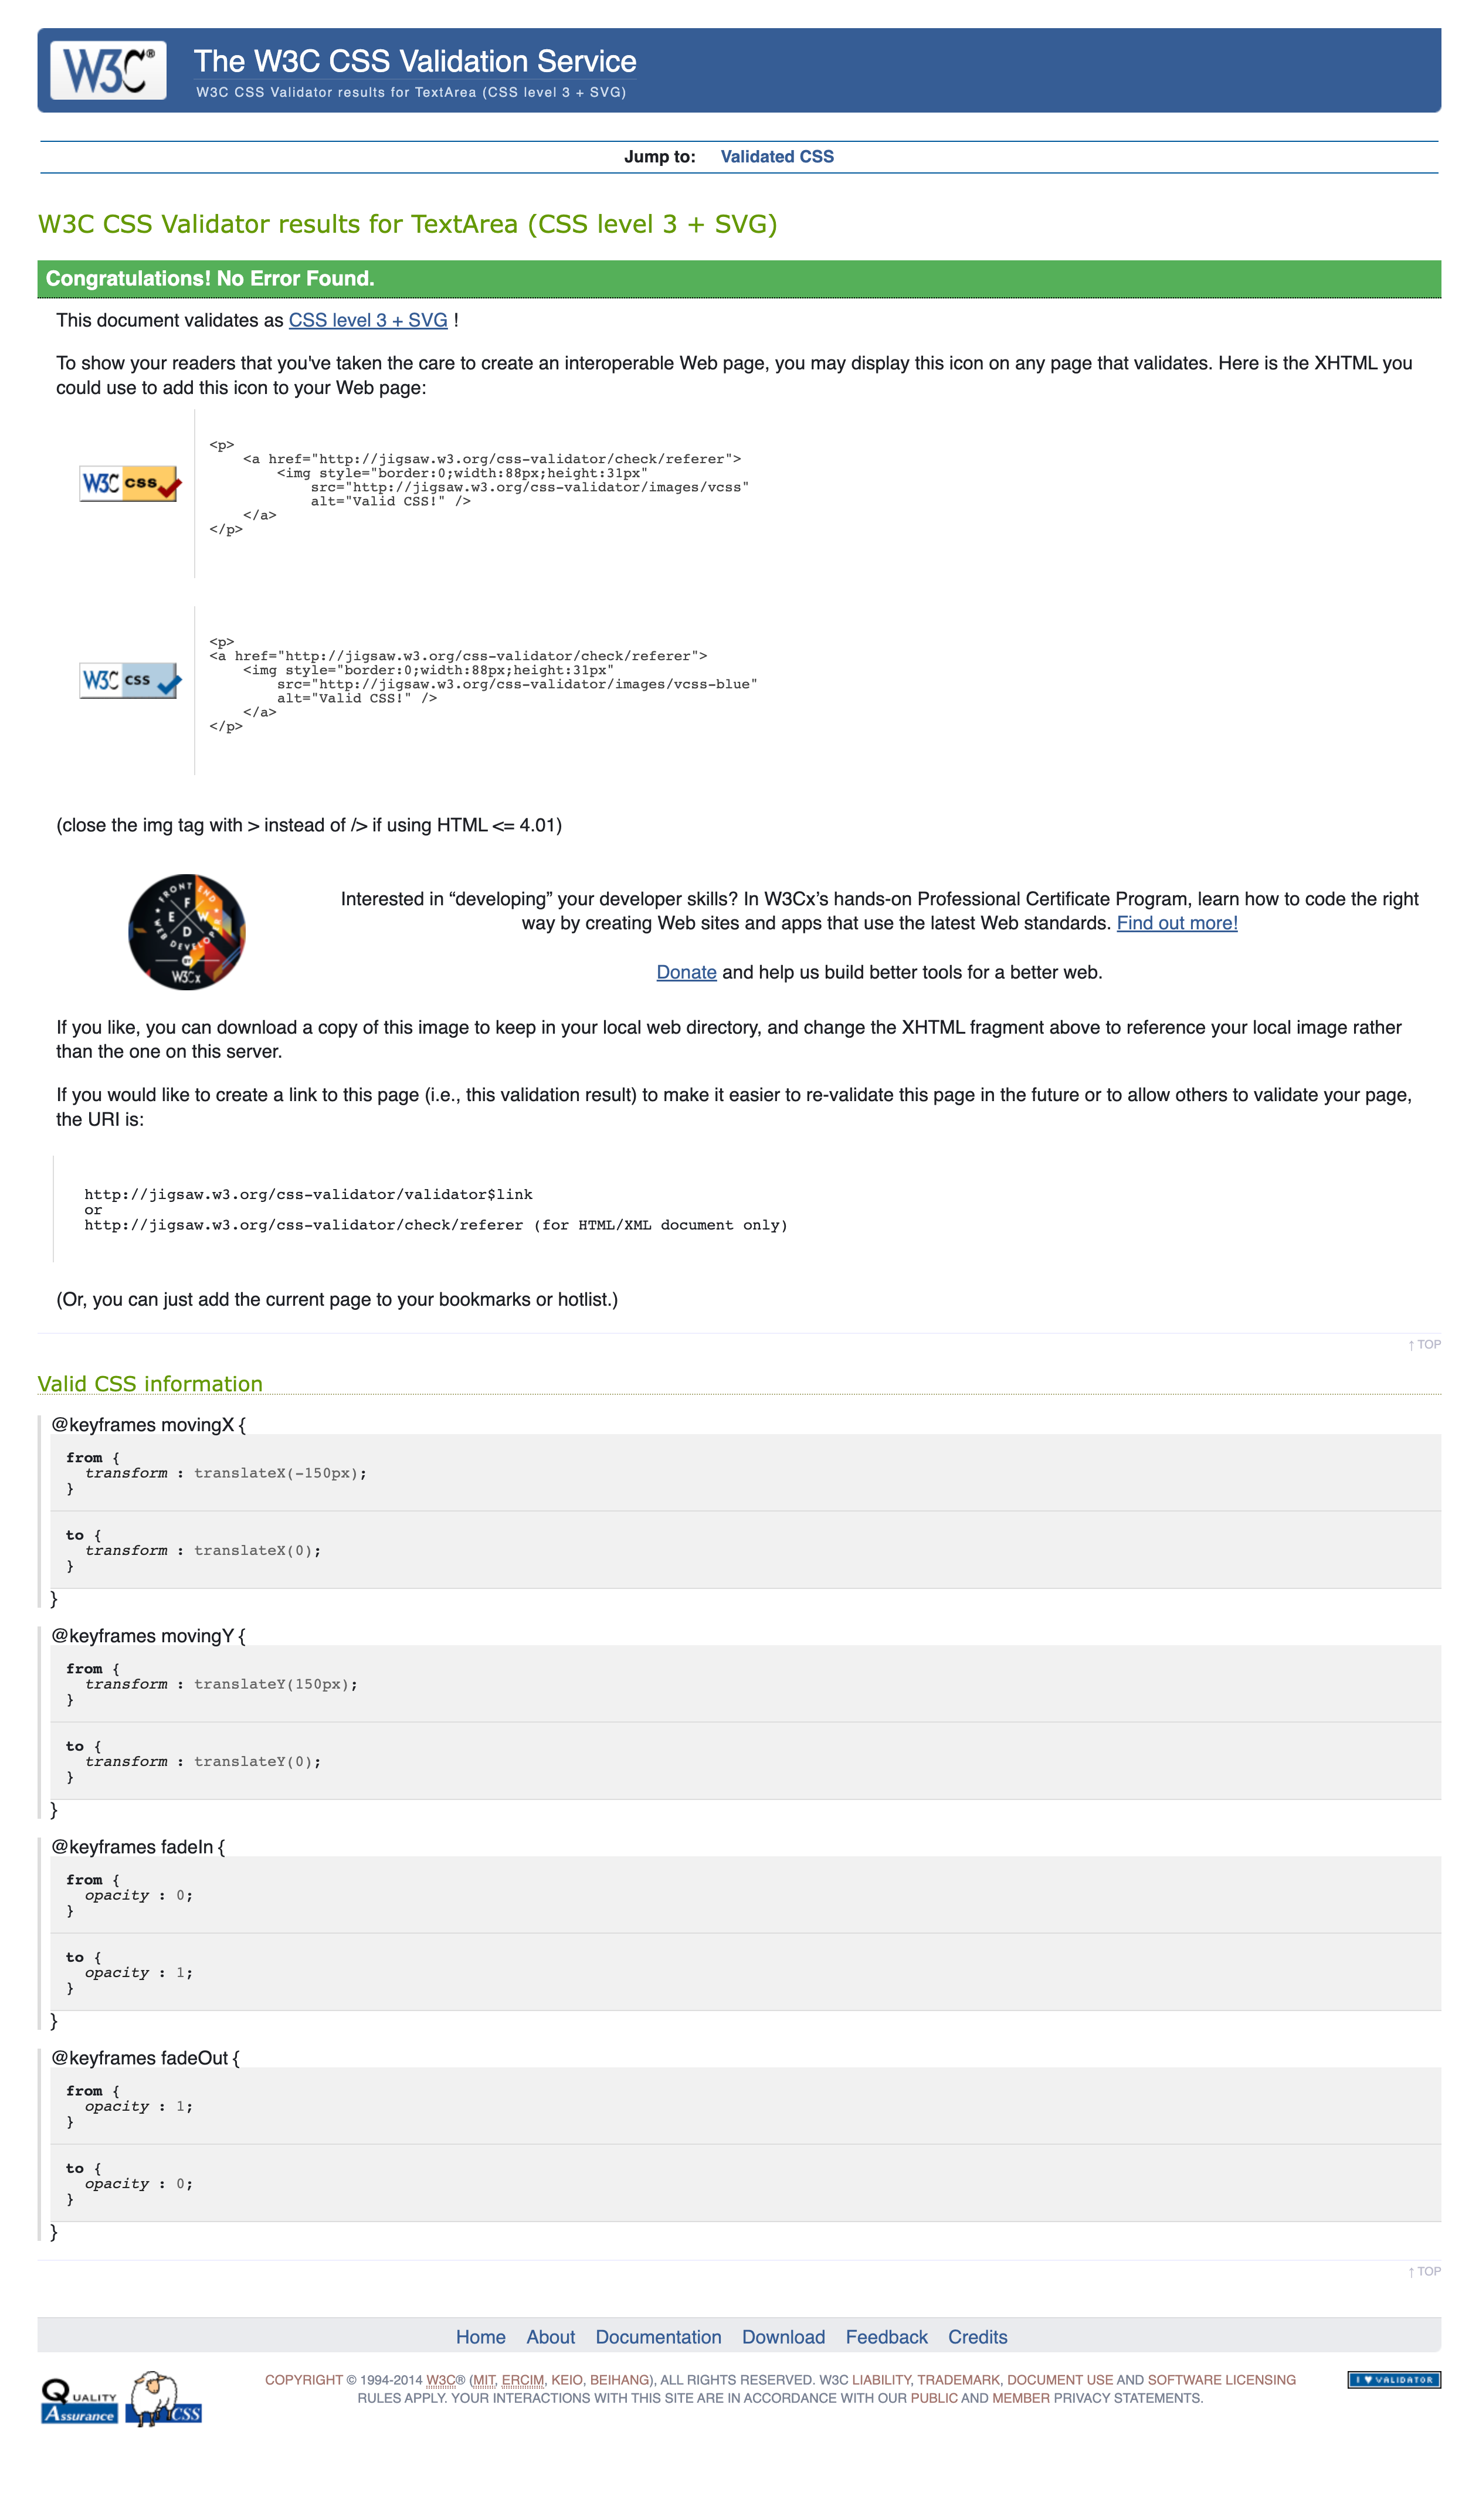 W3C®
The W3C CSS Validation Service
W3C CSS Validator results for TextArea (CSS level 3 + SVG)
Jump to: Validated CSS
W3C CSS Validator results for TextArea (CSS level 3 + SVG)
Congratulations! No Error Found.
This document validates as CSS level 3 + SVG !
To show your readers that you've taken the care to create an interoperable Web page, you may display this icon on any page that validates. Here is the XHTML you
could use to add this icon to your Web page:
W3C css
<p>
    <a href="http://jigsaw.w3.org/css-validator/check/referer">
        <img style="border:0;width:88px;height:31px"
            src="http://jigsaw.w3.org/css-validator/images/vcss"
            alt="Valid CSS!" />
    </a>
</p>
W3C css
<p>
<a href="http://jigsaw.w3.org/css-validator/check/referer">
    <img style="border:0;width:88px;height:31px"
        src="http://jigsaw.w3.org/css-validator/images/vcss-blue"
        alt="Valid CSS!" />
    </a>
</p>
(close the img tag with > instead of /> if using HTML <= 4.01)
FRONT END
E F W D
WEB DEVELOP
BY
W3Cx
Interested in “developing” your developer skills? In W3Cx’s hands-on Professional Certificate Program, learn how to code the right
way by creating Web sites and apps that use the latest Web standards. Find out more!
Donate and help us build better tools for a better web.
If you like, you can download a copy of this image to keep in your local web directory, and change the XHTML fragment above to reference your local image rather
than the one on this server.
If you would like to create a link to this page (i.e., this validation result) to make it easier to re-validate this page in the future or to allow others to validate your page,
the URI is:
http://jigsaw.w3.org/css-validator/validator$link
or
http://jigsaw.w3.org/css-validator/check/referer (for HTML/XML document only)
(Or, you can just add the current page to your bookmarks or hotlist.)
↑ TOP
Valid CSS information
@keyframes movingX {
from {
  transform : translateX(-150px);
}
to {
  transform : translateX(0);
}
}
@keyframes movingY {
from {
  transform : translateY(150px);
}
to {
  transform : translateY(0);
}
}
@keyframes fadeIn {
from {
  opacity : 0;
}
to {
  opacity : 1;
}
}
@keyframes fadeOut {
from {
  opacity : 1;
}
to {
  opacity : 0;
}
}
↑ TOP
Home About Documentation Download Feedback Credits
QUALITY
Assurance
CSS
COPYRIGHT © 1994-2014 W3C® (MIT, ERCIM, KEIO, BEIHANG), ALL RIGHTS RESERVED. W3C LIABILITY, TRADEMARK, DOCUMENT USE AND SOFTWARE LICENSING
RULES APPLY. YOUR INTERACTIONS WITH THIS SITE ARE IN ACCORDANCE WITH OUR PUBLIC AND MEMBER PRIVACY STATEMENTS.
I ♥ VALIDATOR